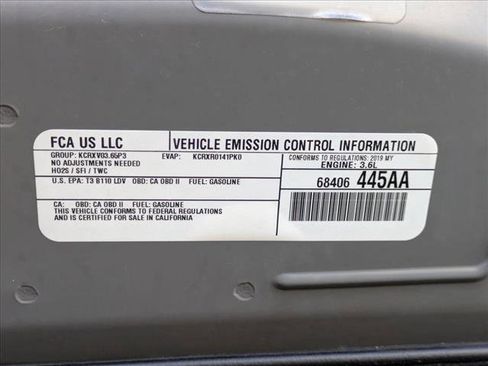 FCA US LLC
VEHICLE EMISSION CONTROL INFORMATION
GROUP: KCRXV03.65P3 EVAP: KCRXR0141PK0
CONFORMS TO REGULATIONS: 2019 MY
NO ADJUSTMENTS NEEDED
ENGINE: 3.6L
HO2S / SFI / TWC
68406 445AA
U.S. EPA: T3 B110 LDV OBD: CA OBD II FUEL: GASOLINE
CA: OBD: CA OBD II FUEL: GASOLINE
THIS VEHICLE CONFORMS TO FEDERAL REGULATIONS
AND IS CERTIFIED FOR SALE IN CALIFORNIA